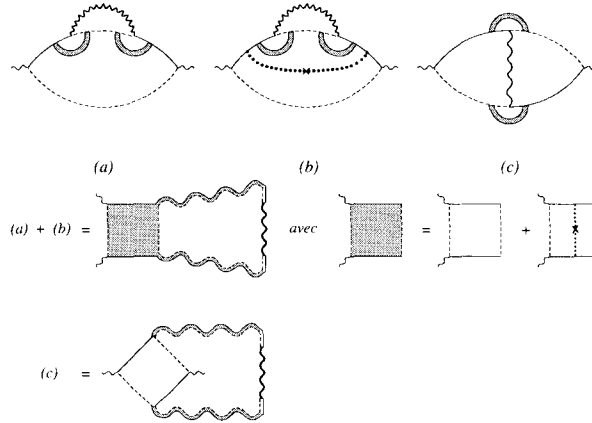 (a) (b) (c)
(a) + (b) = avec = +
(c) =